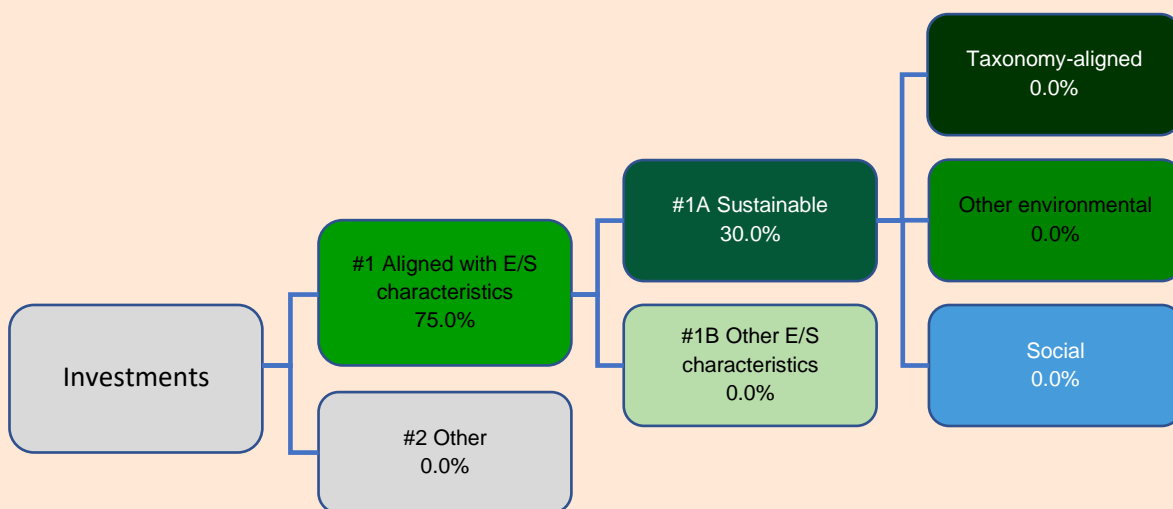 Investments
#1 Aligned with E/S
characteristics
75.0%
#2 Other
0.0%
#1A Sustainable
30.0%
#1B Other E/S
characteristics
0.0%
Taxonomy-aligned
0.0%
Other environmental
0.0%
Social
0.0%